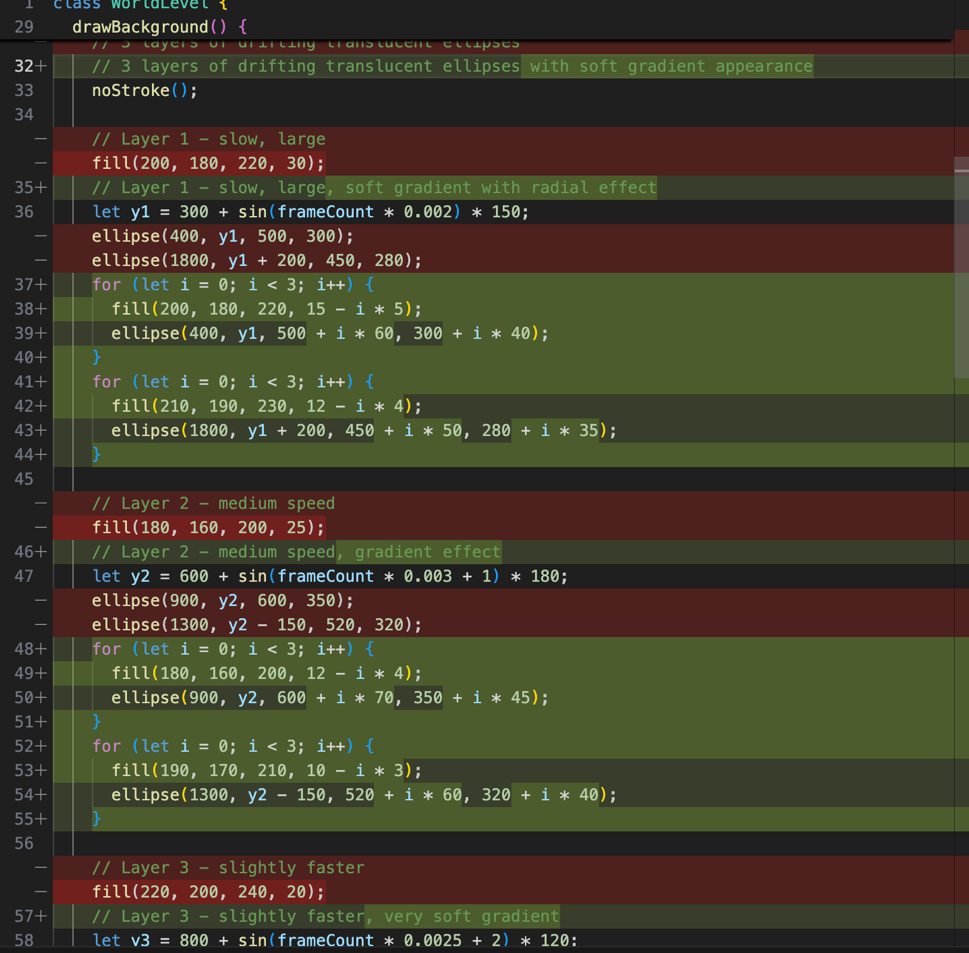 1 class WorldLevel {
29 drawBackground() {
— // 3 layers of drifting translucent ellipses
32+ // 3 layers of drifting translucent ellipses with soft gradient appearance
33 noStroke();
34
— // Layer 1 – slow, large
— fill(200, 180, 220, 30);
35+ // Layer 1 – slow, large, soft gradient with radial effect
36 let y1 = 300 + sin(frameCount * 0.002) * 150;
— ellipse(400, y1, 500, 300);
— ellipse(1800, y1 + 200, 450, 280);
37+ for (let i = 0; i < 3; i++) {
38+ fill(200, 180, 220, 15 - i * 5);
39+ ellipse(400, y1, 500 + i * 60, 300 + i * 40);
40+ }
41+ for (let i = 0; i < 3; i++) {
42+ fill(210, 190, 230, 12 - i * 4);
43+ ellipse(1800, y1 + 200, 450 + i * 50, 280 + i * 35);
44+ }
45
— // Layer 2 – medium speed
— fill(180, 160, 200, 25);
46+ // Layer 2 – medium speed, gradient effect
47 let y2 = 600 + sin(frameCount * 0.003 + 1) * 180;
— ellipse(900, y2, 600, 350);
— ellipse(1300, y2 - 150, 520, 320);
48+ for (let i = 0; i < 3; i++) {
49+ fill(180, 160, 200, 12 - i * 4);
50+ ellipse(900, y2, 600 + i * 70, 350 + i * 45);
51+ }
52+ for (let i = 0; i < 3; i++) {
53+ fill(190, 170, 210, 10 - i * 3);
54+ ellipse(1300, y2 - 150, 520 + i * 60, 320 + i * 40);
55+ }
56
— // Layer 3 – slightly faster
— fill(220, 200, 240, 20);
57+ // Layer 3 – slightly faster, very soft gradient
58 let y3 = 800 + sin(frameCount * 0.0025 + 2) * 120;